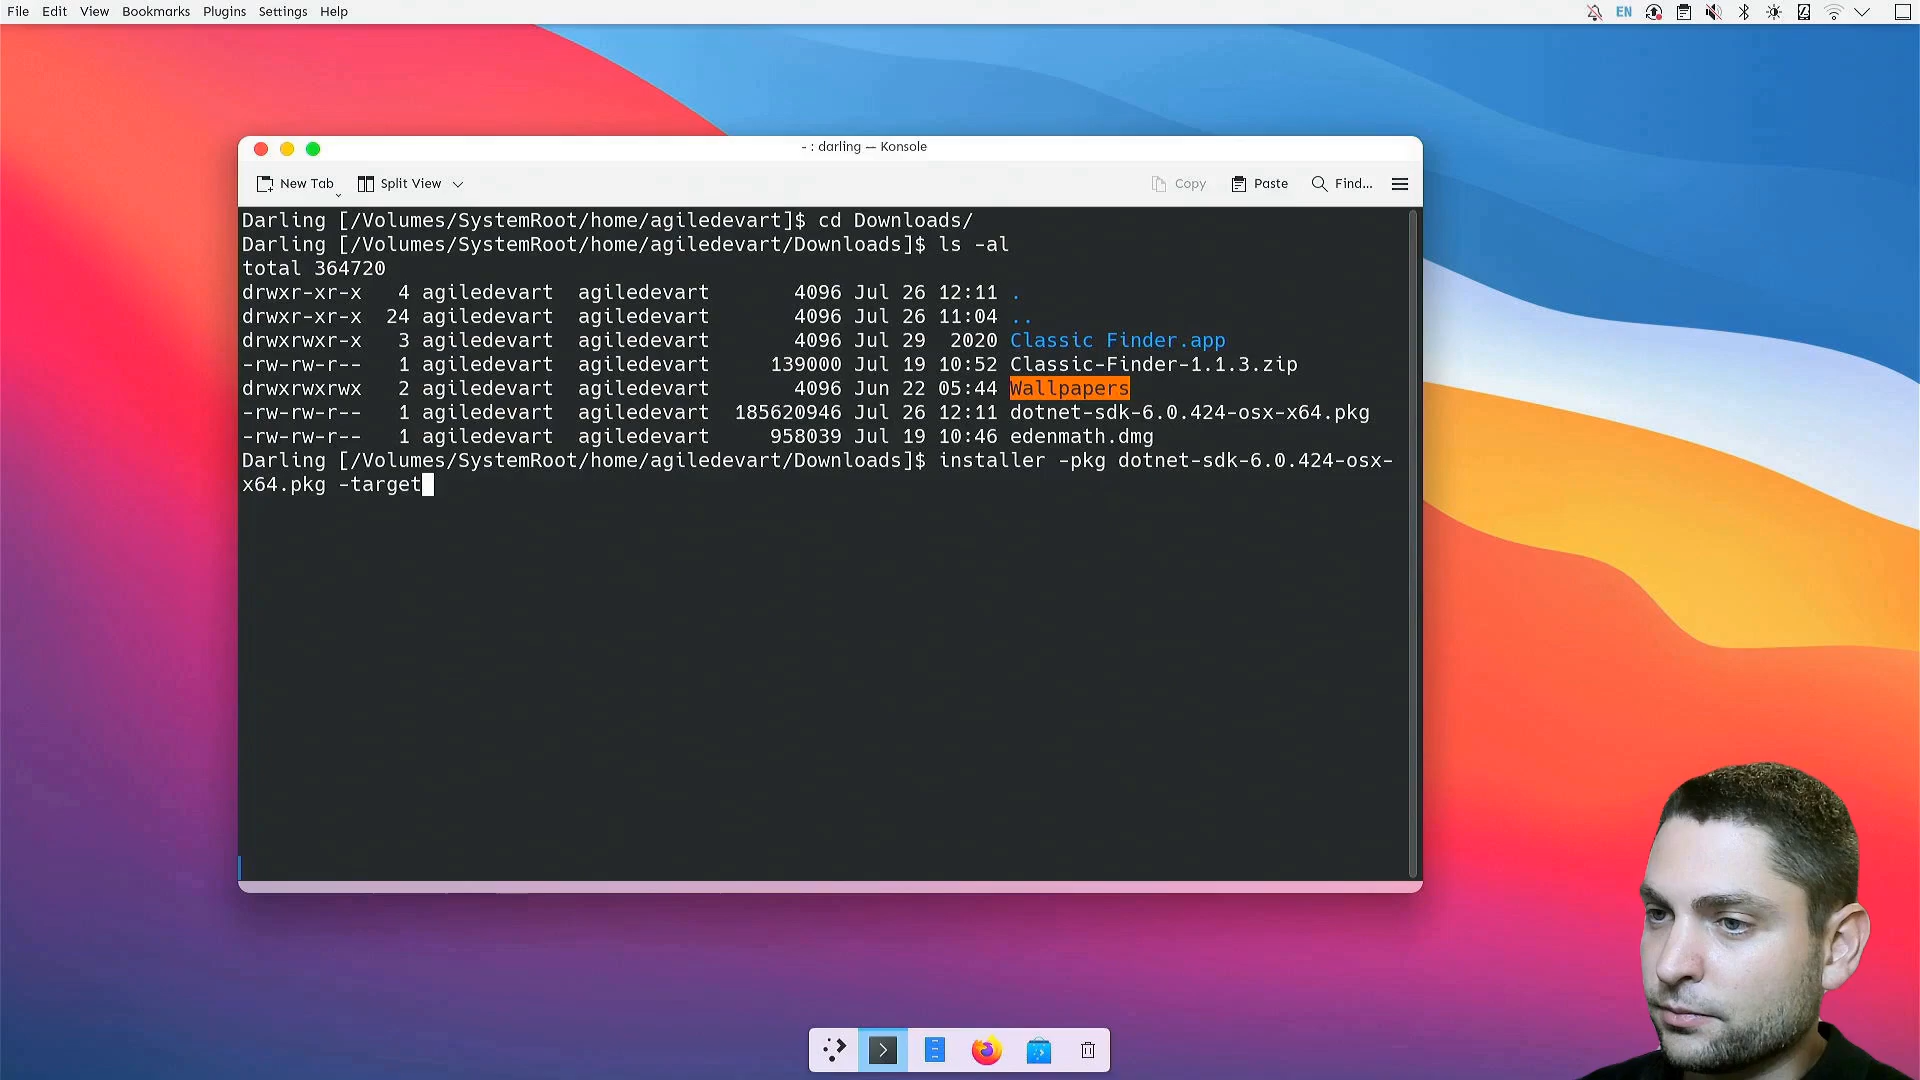 File Edit View Bookmarks Plugins Settings Help EN
- : darling — Konsole
New Tab Split View Copy Paste Find...
Darling [/Volumes/SystemRoot/home/agiledevart]$ cd Downloads/
Darling [/Volumes/SystemRoot/home/agiledevart/Downloads]$ ls -al
total 364720
drwxr-xr-x 4 agiledevart agiledevart 4096 Jul 26 12:11 .
drwxr-xr-x 24 agiledevart agiledevart 4096 Jul 26 11:04 ..
drwxrwxr-x 3 agiledevart agiledevart 4096 Jul 29 2020 Classic Finder.app
-rw-rw-r-- 1 agiledevart agiledevart 139000 Jul 19 10:52 Classic-Finder-1.1.3.zip
drwxrwxrwx 2 agiledevart agiledevart 4096 Jun 22 05:44 Wallpapers
-rw-rw-r-- 1 agiledevart agiledevart 185620946 Jul 26 12:11 dotnet-sdk-6.0.424-osx-x64.pkg
-rw-rw-r-- 1 agiledevart agiledevart 958039 Jul 19 10:46 edenmath.dmg
Darling [/Volumes/SystemRoot/home/agiledevart/Downloads]$ installer -pkg dotnet-sdk-6.0.424-osx-
x64.pkg -target